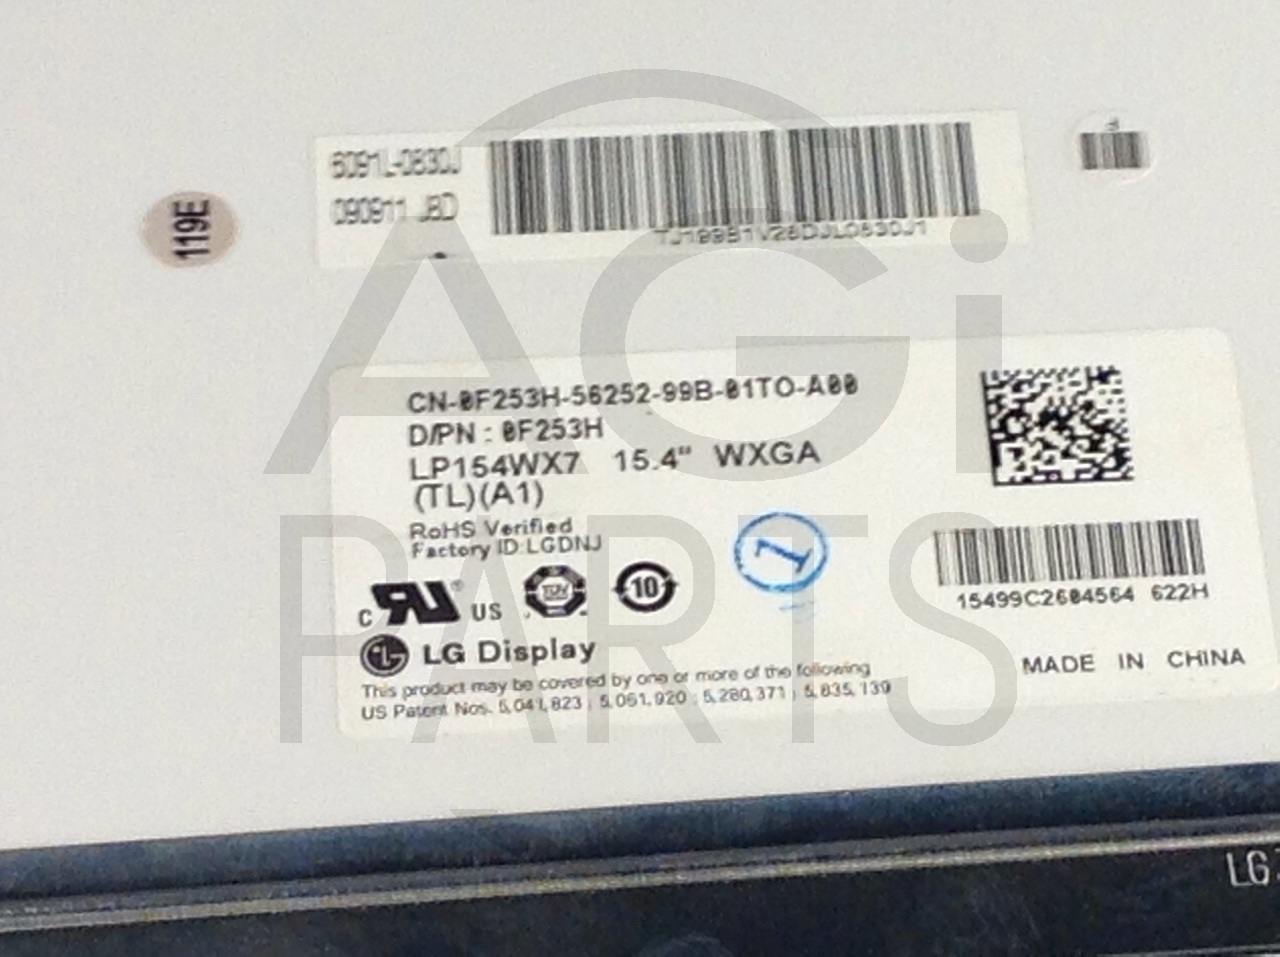 6091L-0830J
090911 JBD
119E
CN-0F253H-56252-99B-01TO-A00
D/PN : 0F253H
LP154WX7 15.4" WXGA
(TL)(A1)
RoHS Verified
Factory ID:LGDNJ
C RU ® US
TÜV
10
1
15499C2604564 622H
LG Display
MADE IN CHINA
This product may be covered by one or more of the following
US Patent Nos. 5,041,823 ; 5,061,920 ; 5,280,371 ; 5,835,139
AGi
PARTS